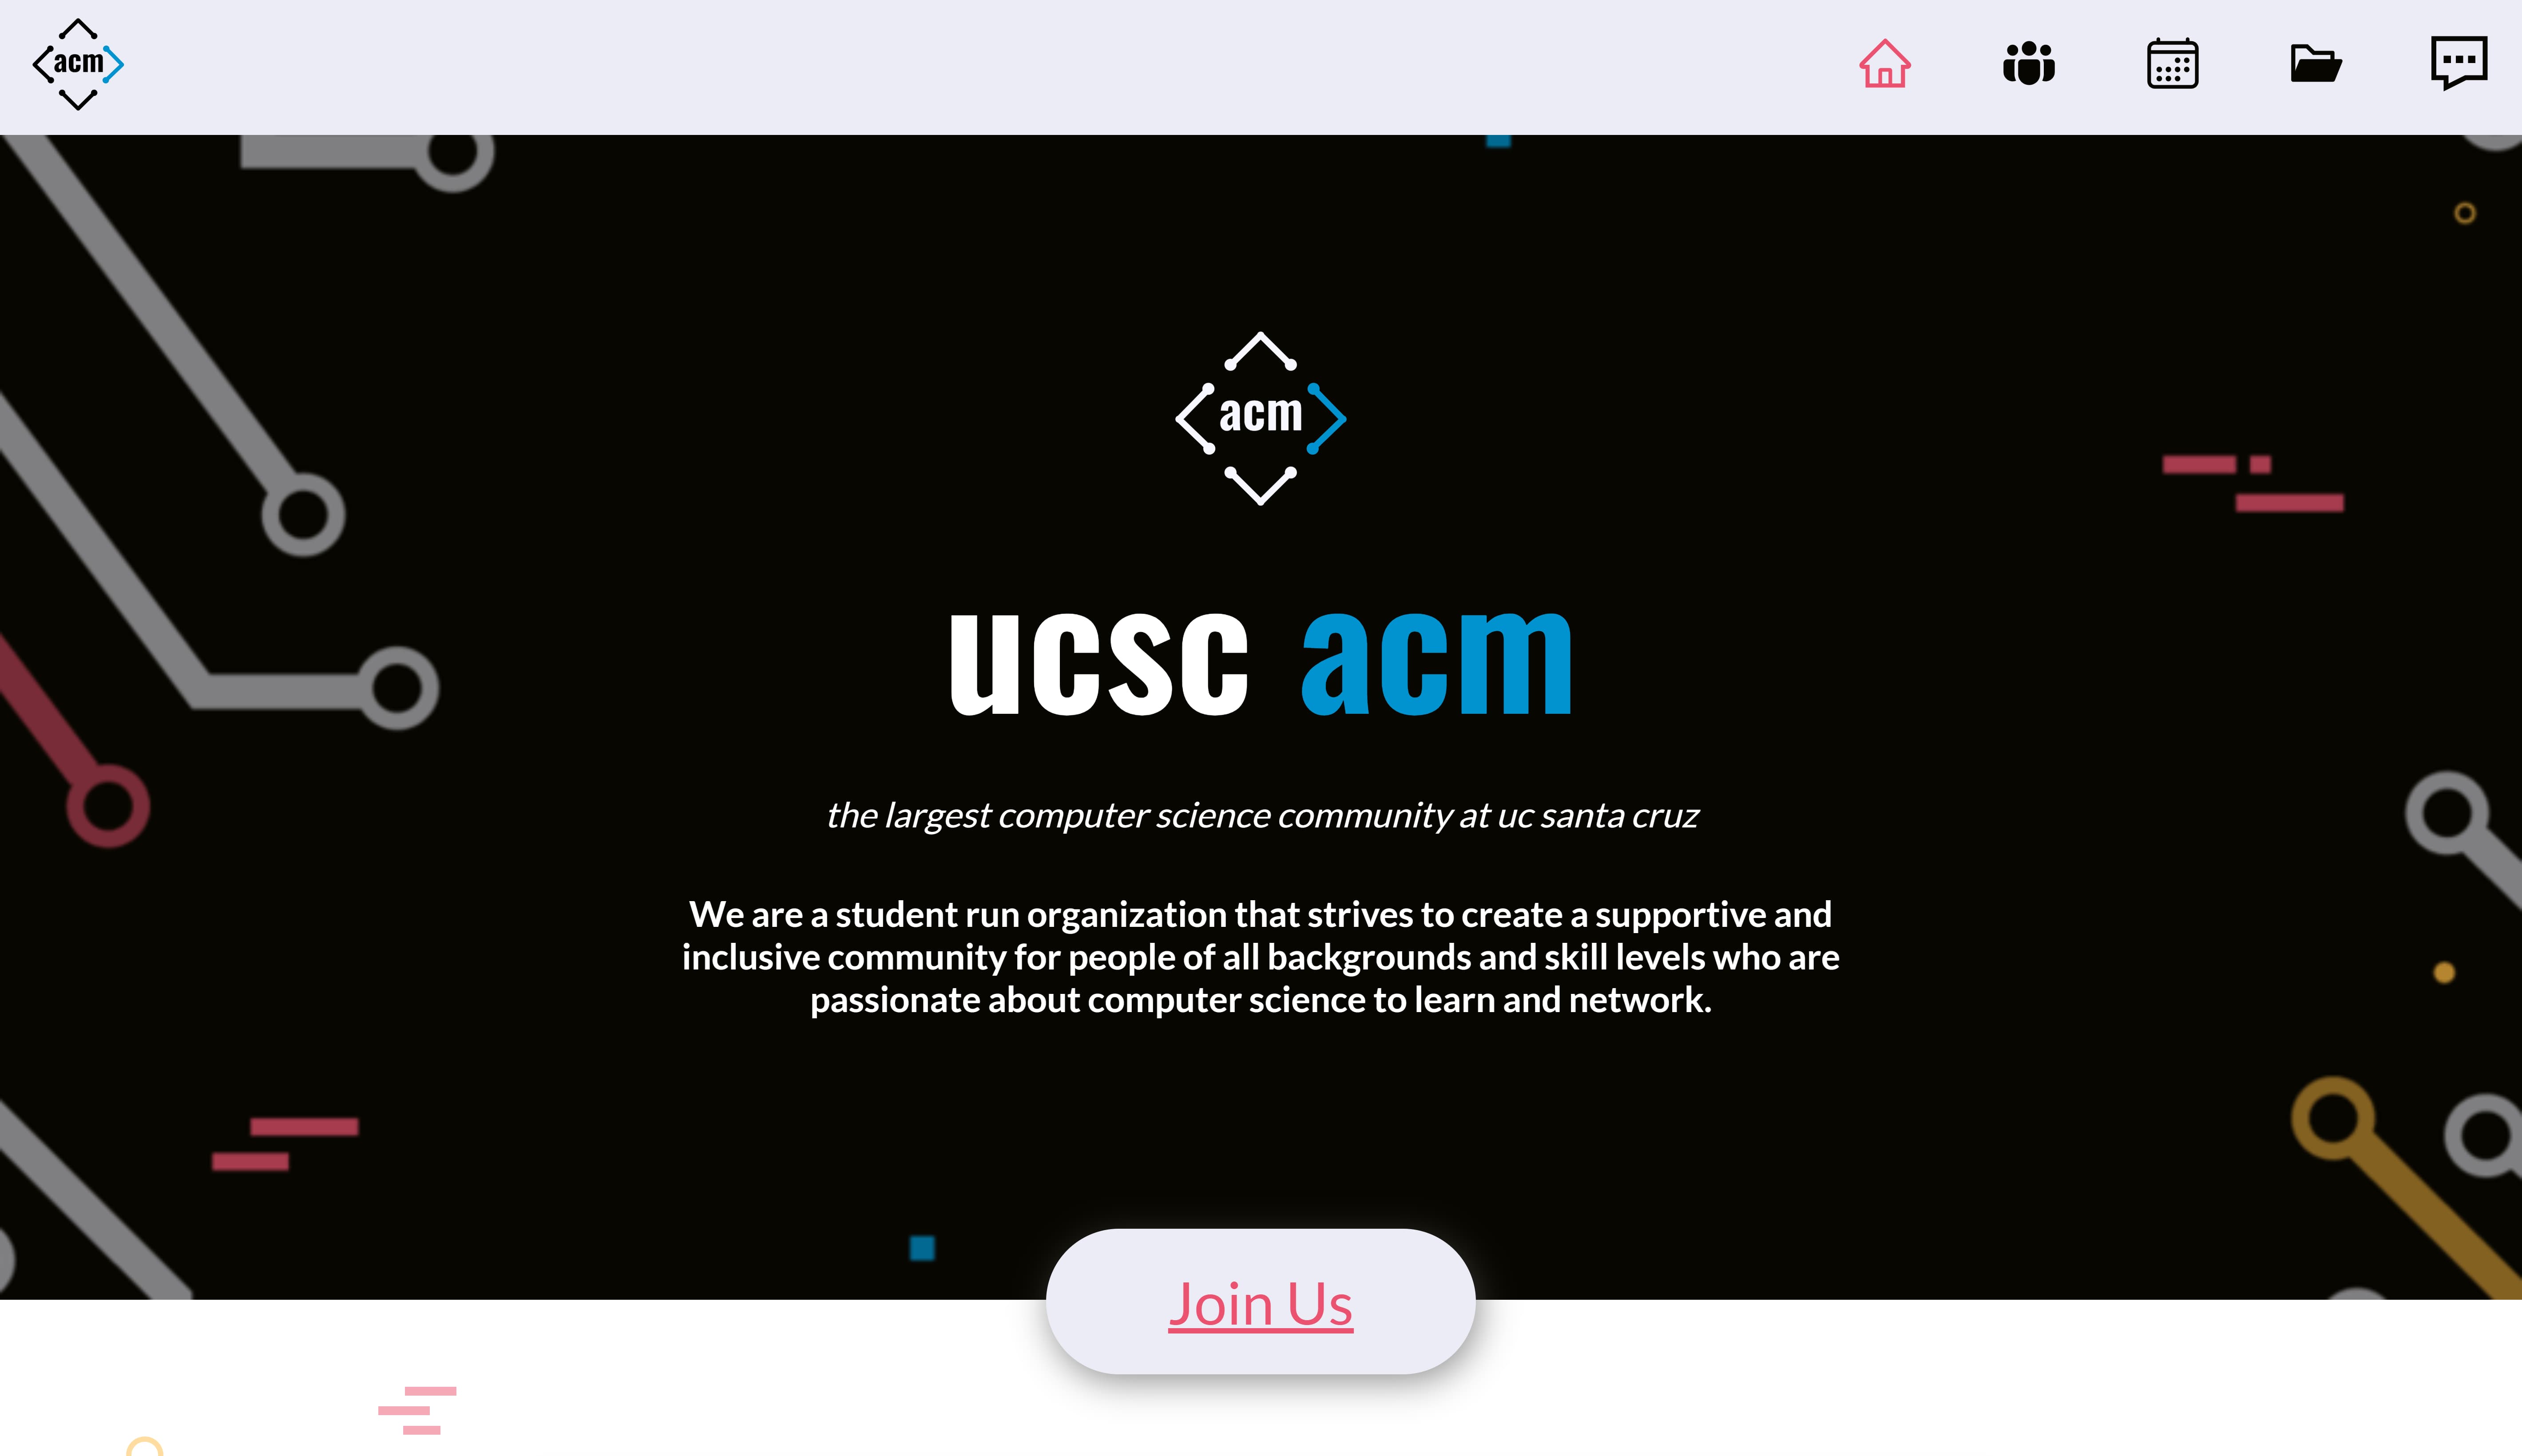 acm
acm
ucsc acm
the largest computer science community at uc santa cruz
We are a student run organization that strives to create a supportive and
inclusive community for people of all backgrounds and skill levels who are
passionate about computer science to learn and network.
Join Us